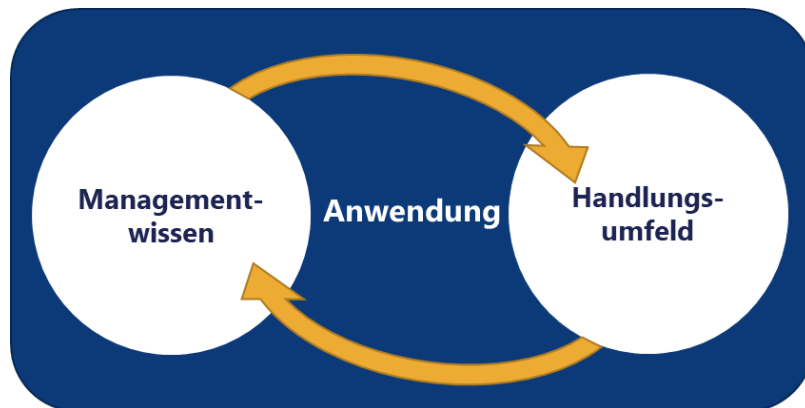 Management-
wissen
Anwendung
Handlungs-
umfeld